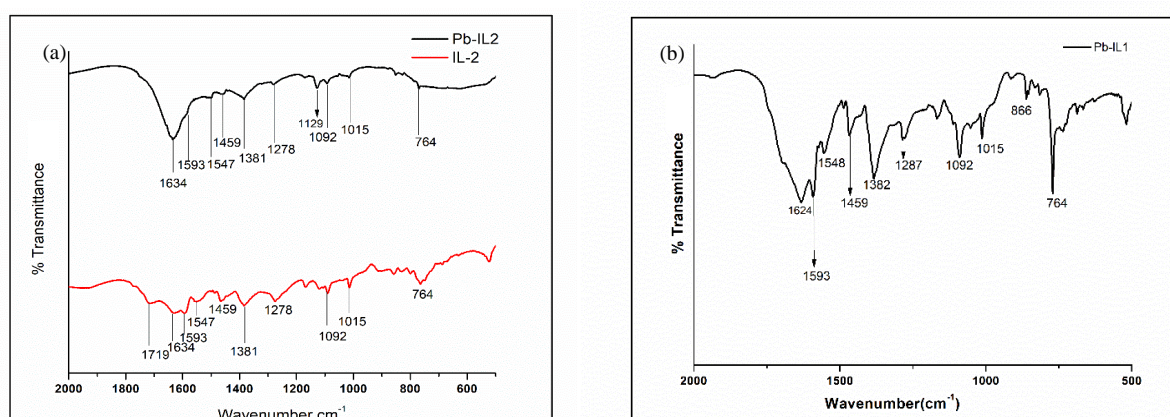 (a)
Pb-IL2
IL-2
% Transmittance
1634
1593
1547
1459
1381
1278
1129
1092
1015
764
1719
1634
1593
1547
1459
1381
1278
1092
1015
764
2000 1800 1600 1400 1200 1000 800 600
Wavenumber cm-1
(b)
Pb-IL1
% Transmittance
1624
1593
1548
1459
1382
1287
1092
1015
866
764
2000 1500 1000 500
Wavenumber(cm-1)